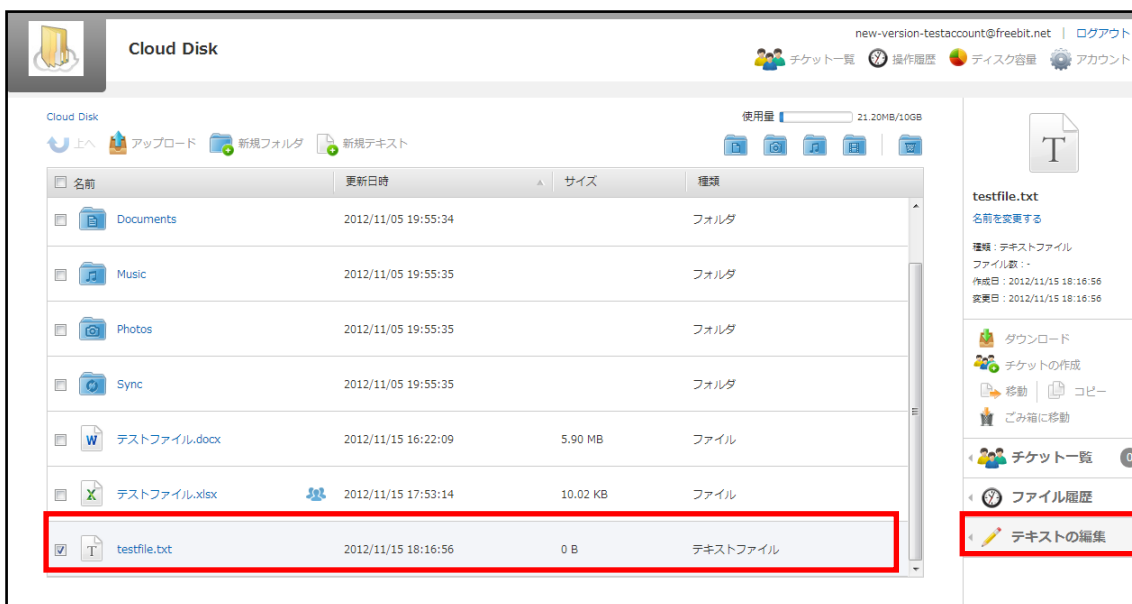 new-version-testaccount@freebit.net | ログアウト
Cloud Disk
チケット一覧 操作履歴 ディスク容量 アカウント
Cloud Disk
使用量 21.20MB/10GB
上へ アップロード 新規フォルダ 新規テキスト
名前 更新日時 サイズ 種類
Documents 2012/11/05 19:55:34 フォルダ
Music 2012/11/05 19:55:35 フォルダ
Photos 2012/11/05 19:55:35 フォルダ
Sync 2012/11/05 19:55:35 フォルダ
W テストファイル.docx 2012/11/15 16:22:09 5.90 MB ファイル
X テストファイル.xlsx 2012/11/15 17:53:14 10.02 KB ファイル
T testfile.txt 2012/11/15 18:16:56 0 B テキストファイル
T
testfile.txt
名前を変更する
種類：テキストファイル
ファイル数：-
作成日：2012/11/15 18:16:56
変更日：2012/11/15 18:16:56
ダウンロード
チケットの作成
移動 | コピー
ごみ箱に移動
チケット一覧 0
ファイル履歴
テキストの編集